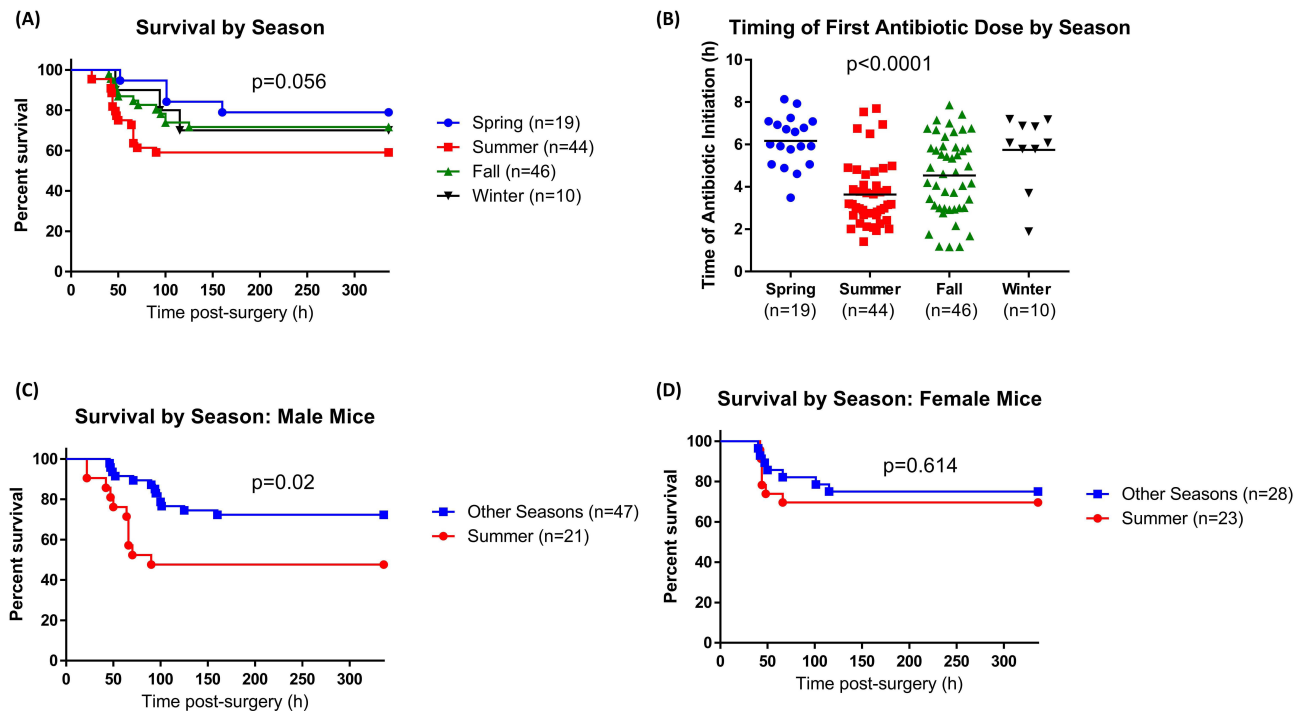 (A)
Survival by Season
Percent survival
100
80
60
40
20
0
p=0.056
0 50 100 150 200 250 300
Time post-surgery (h)
Spring (n=19)
Summer (n=44)
Fall (n=46)
Winter (n=10)
(B)
Timing of First Antibiotic Dose by Season
Time of Antibiotic Initiation (h)
10
8
6
4
2
0
p<0.0001
Spring Summer Fall Winter
(n=19) (n=44) (n=46) (n=10)
(C)
Survival by Season: Male Mice
Percent survival
100
80
60
40
20
0
p=0.02
0 50 100 150 200 250 300
Time post-surgery (h)
Other Seasons (n=47)
Summer (n=21)
(D)
Survival by Season: Female Mice
Percent survival
100
80
60
40
20
0
p=0.614
0 50 100 150 200 250 300
Time post-surgery (h)
Other Seasons (n=28)
Summer (n=23)